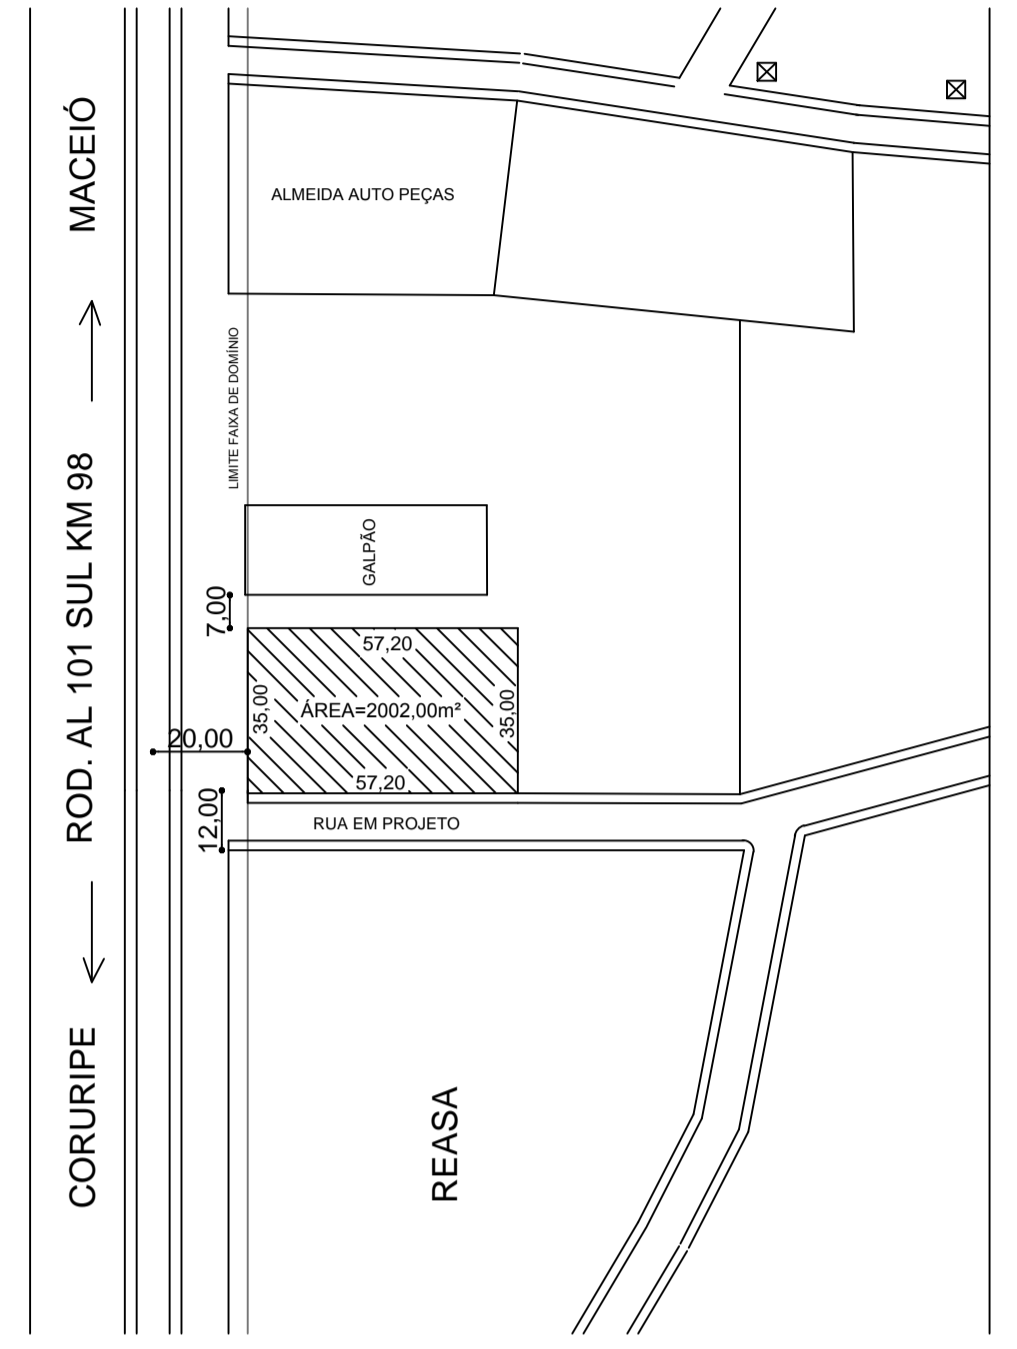 MACEIÓ
ROD. AL 101 SUL KM 98
CORURIPE
ALMEIDA AUTO PEÇAS
LIMITE FAIXA DE DOMÍNIO
GALPÃO
7,00
57,20
35,00
ÁREA=2002,00m²
35,00
20,00
57,20
12,00
RUA EM PROJETO
REASA